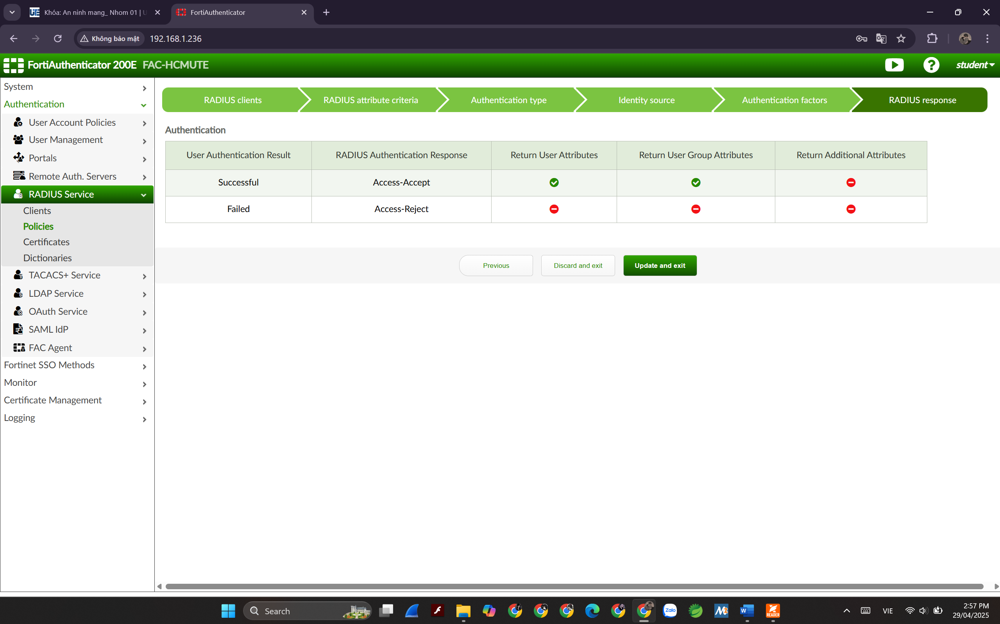 Khóa: An ninh mang_ Nhom 01 | U
FortiAuthenticator
Không bảo mật
192.168.1.236
FortiAuthenticator 200E FAC-HCMUTE
student
System
Authentication
User Account Policies
User Management
Portals
Remote Auth. Servers
RADIUS Service
Clients
Policies
Certificates
Dictionaries
TACACS+ Service
LDAP Service
OAuth Service
SAML IdP
FAC Agent
Fortinet SSO Methods
Monitor
Certificate Management
Logging
RADIUS clients RADIUS attribute criteria Authentication type Identity source Authentication factors RADIUS response
Authentication
User Authentication Result RADIUS Authentication Response Return User Attributes Return User Group Attributes Return Additional Attributes
Successful Access-Accept
Failed Access-Reject
Previous Discard and exit Update and exit
Search
Zalo
READER
VIE
2:57 PM
29/04/2025